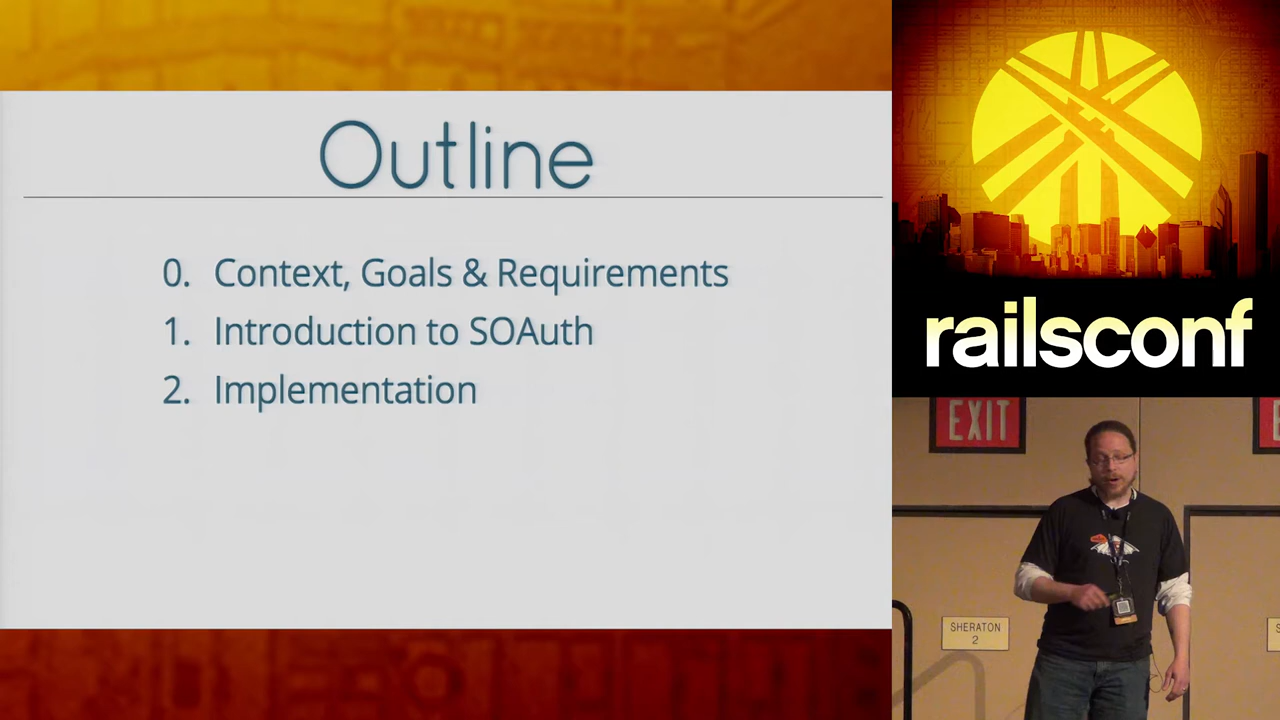 Outline
0. Context, Goals & Requirements
1. Introduction to SOAuth
2. Implementation
railsconf
EXIT
SHERATON
2